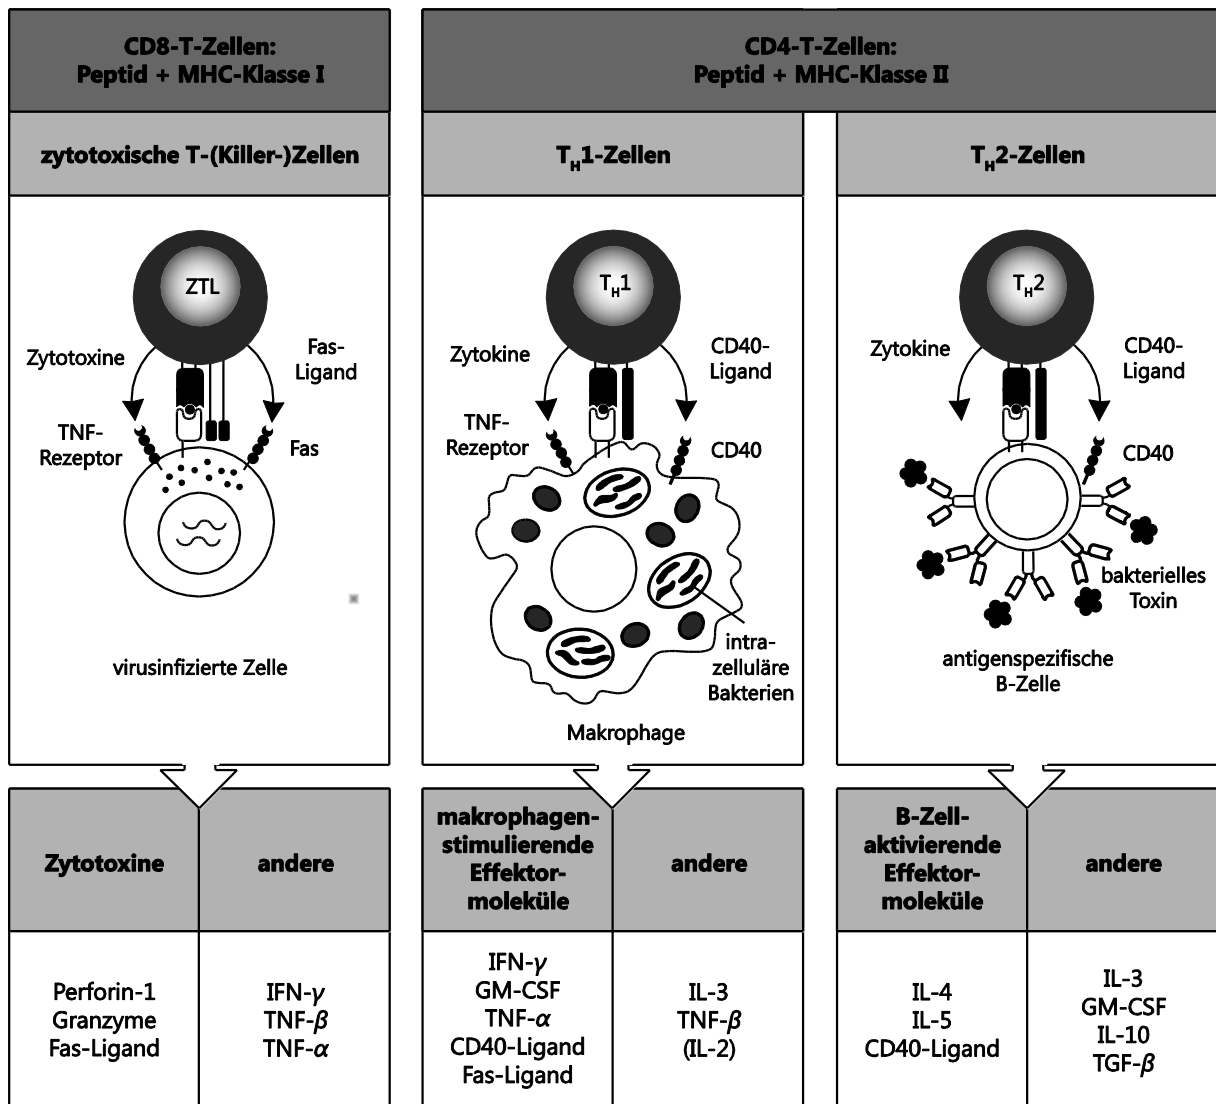 CD8-T-Zellen:
Peptid + MHC-Klasse I
zytotoxische T-(Killer-)Zellen
ZTL
Zytotoxine
Fas-
Ligand
TNF-
Rezeptor
Fas
virusinfizierte Zelle
Zytotoxine
andere
Perforin-1
Granzyme
Fas-Ligand
IFN-γ
TNF-β
TNF-α
CD4-T-Zellen:
Peptid + MHC-Klasse II
TH1-Zellen
TH1
Zytokine
CD40-
Ligand
TNF-
Rezeptor
CD40
intra-
zelluläre
Bakterien
Makrophage
makrophagen-
stimulierende
Effektor-
moleküle
andere
IFN-γ
GM-CSF
TNF-α
CD40-Ligand
Fas-Ligand
IL-3
TNF-β
(IL-2)
TH2-Zellen
TH2
Zytokine
CD40-
Ligand
CD40
bakterielles
Toxin
antigenspezifische
B-Zelle
B-Zell-
aktivierende
Effektor-
moleküle
andere
IL-4
IL-5
CD40-Ligand
IL-3
GM-CSF
IL-10
TGF-β